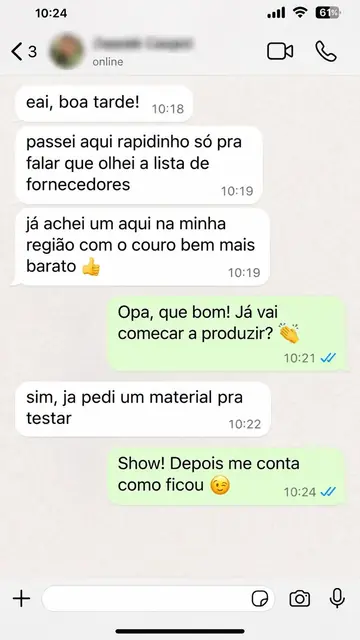 10:24
61
3
online
eai, boa tarde!
10:18
passei aqui rapidinho só pra
falar que olhei a lista de
fornecedores
10:19
já achei um aqui na minha
região com o couro bem mais
barato 👍
10:19
Opa, que bom! Já vai
comecar a produzir? 👏
10:21
sim, ja pedi um material pra
testar
10:22
Show! Depois me conta
como ficou 😉
10:24